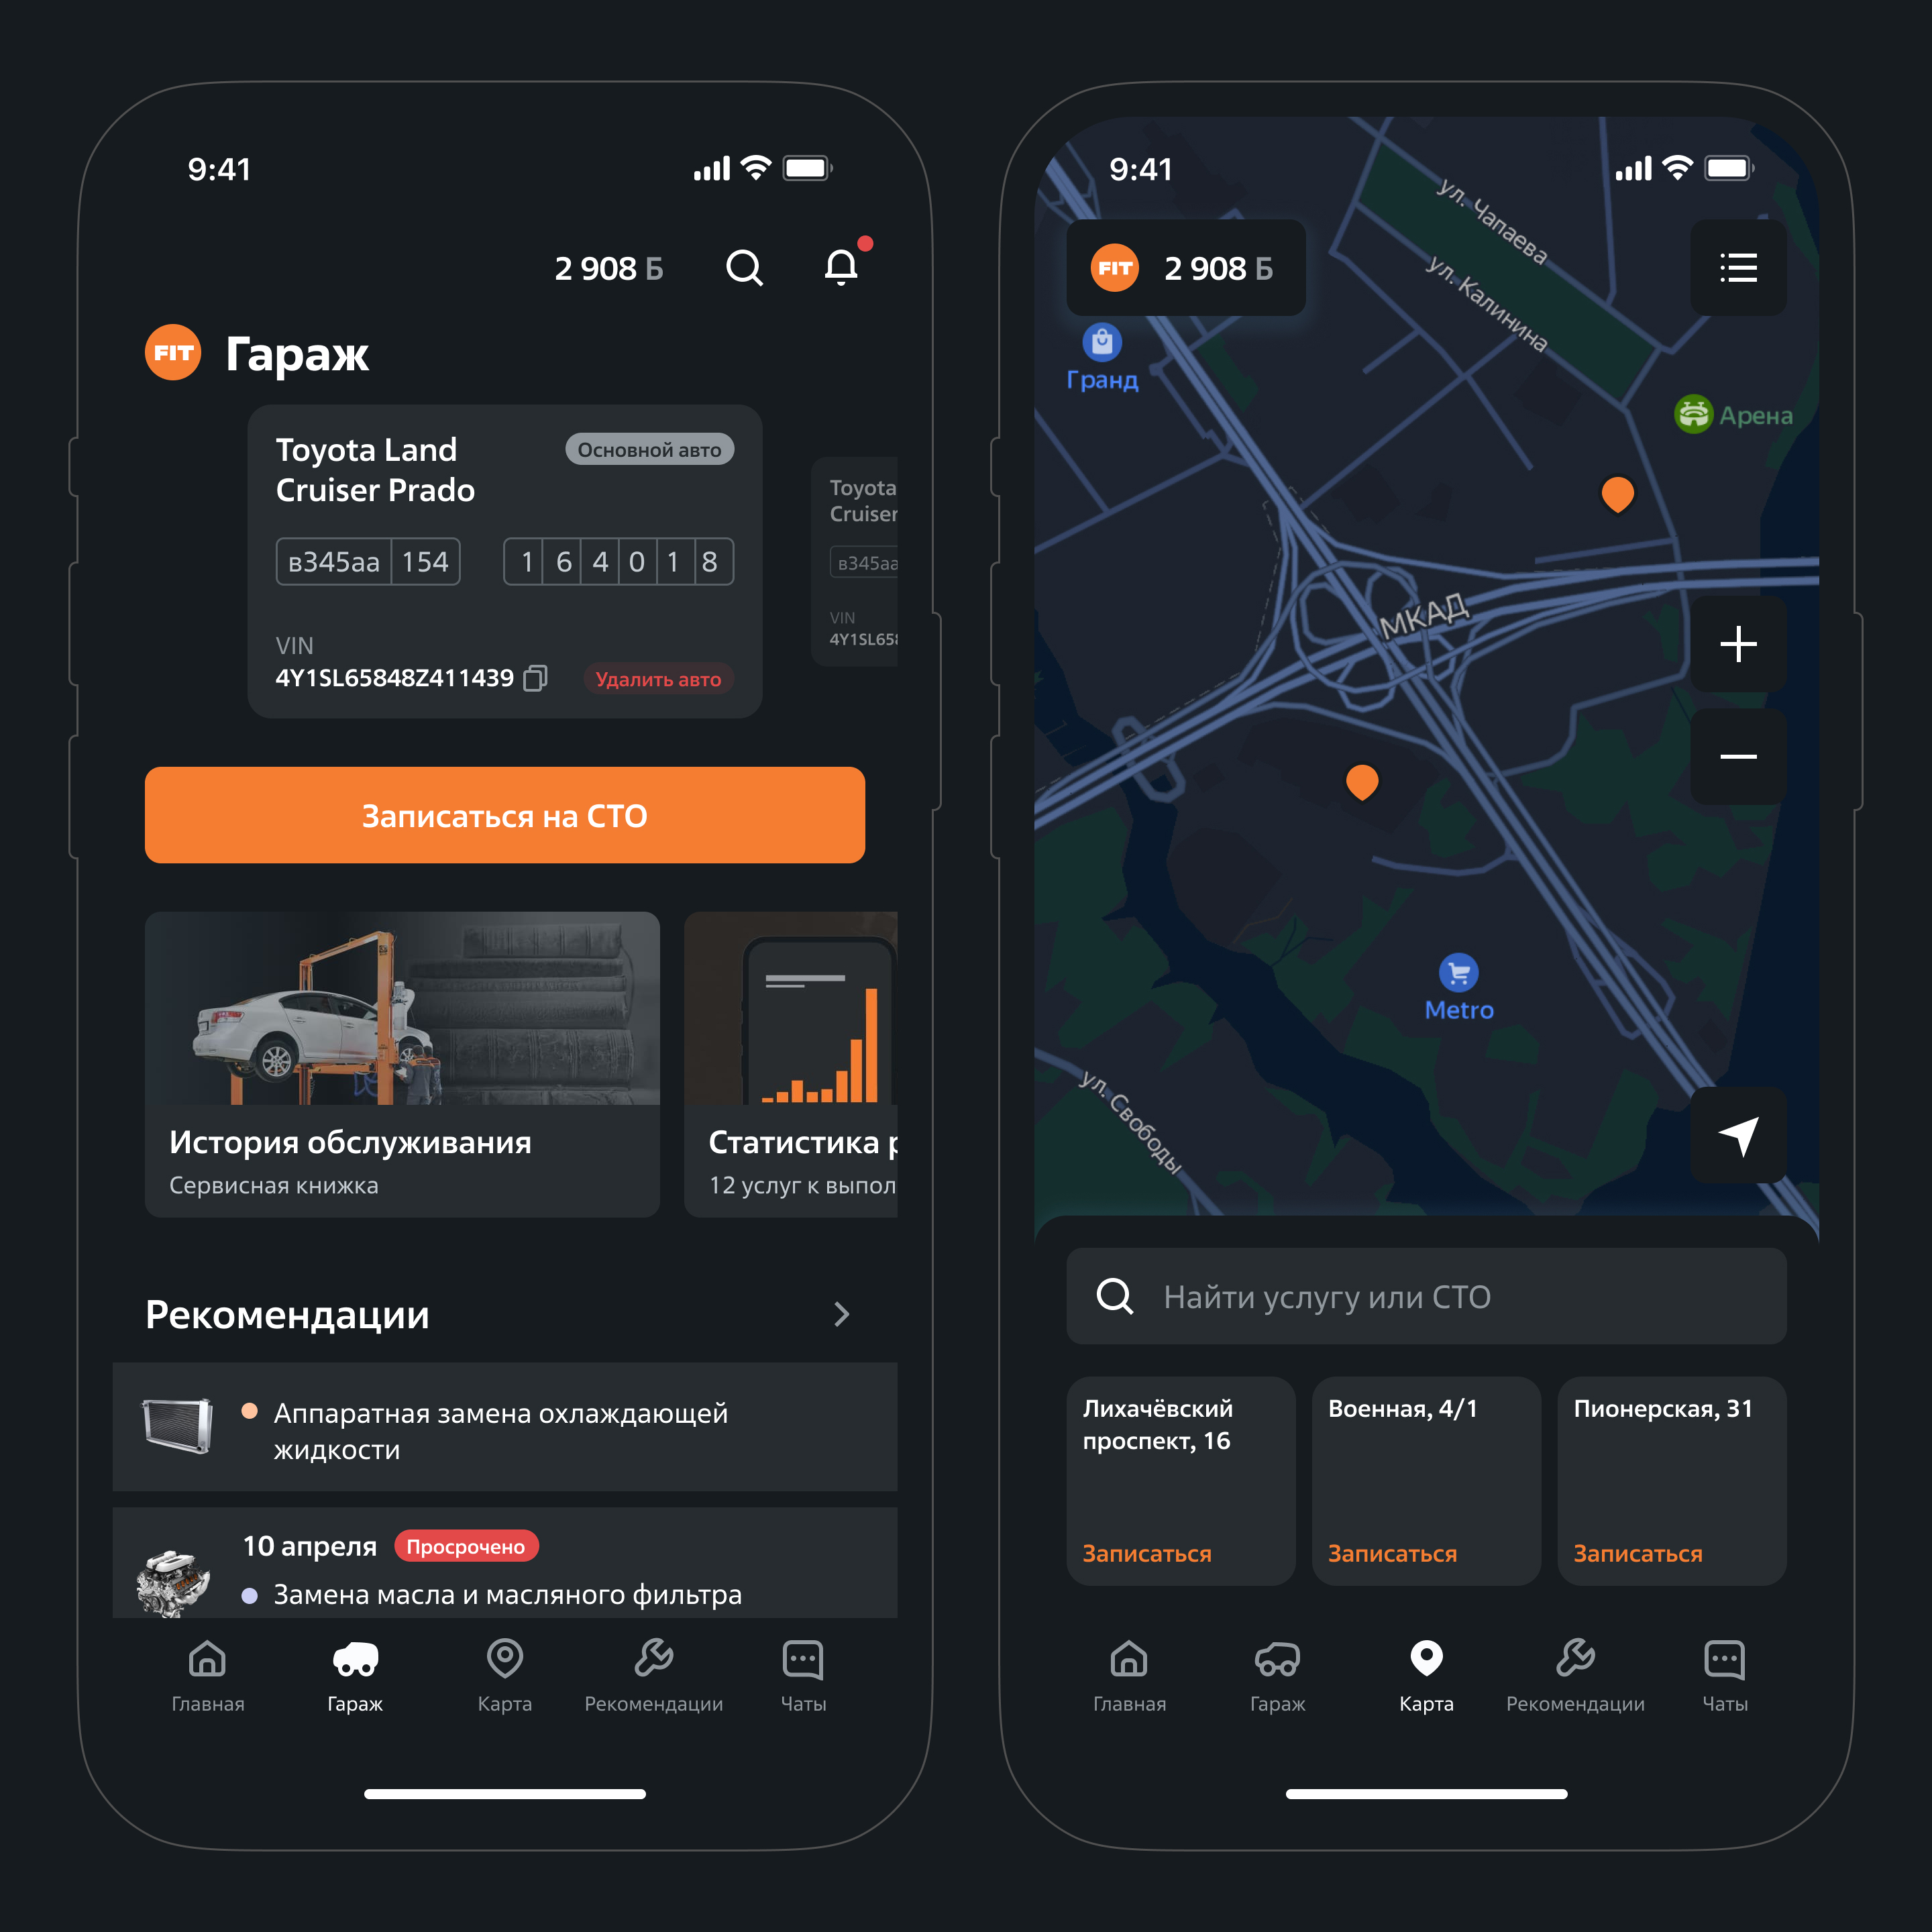 9:41
2 908 Б
FIT Гараж
Toyota Land
Cruiser Prado
Основной авто
в345аа 154
1 6 4 0 1 8
VIN
4Y1SL65848Z411439
Удалить авто
Toyota
Cruiser
в345аа
VIN
4Y1SL65
Записаться на СТО
История обслуживания
Сервисная книжка
Статистика р
12 услуг к выпол
Рекомендации
Аппаратная замена охлаждающей
жидкости
10 апреля Просрочено
Замена масла и масляного фильтра
Главная
Гараж
Карта
Рекомендации
Чаты
9:41
FIT 2 908 Б
ул. Чапаева
ул. Калинина
Гранд
Арена
МКАД
Metro
ул. Свободы
Найти услугу или СТО
Лихачёвский
проспект, 16
Записаться
Военная, 4/1
Записаться
Пионерская, 31
Записаться
Главная
Гараж
Карта
Рекомендации
Чаты